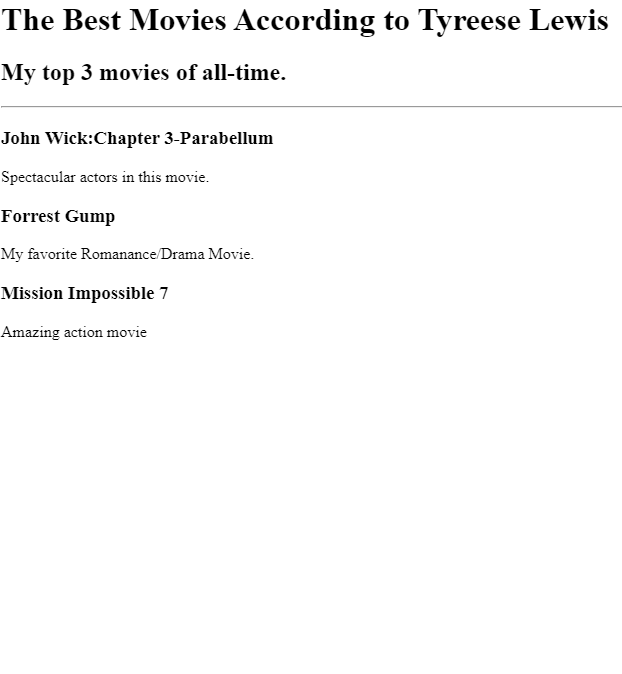 The Best Movies According to Tyreese Lewis
My top 3 movies of all-time.
John Wick:Chapter 3-Parabellum
Spectacular actors in this movie.
Forrest Gump
My favorite Romanance/Drama Movie.
Mission Impossible 7
Amazing action movie